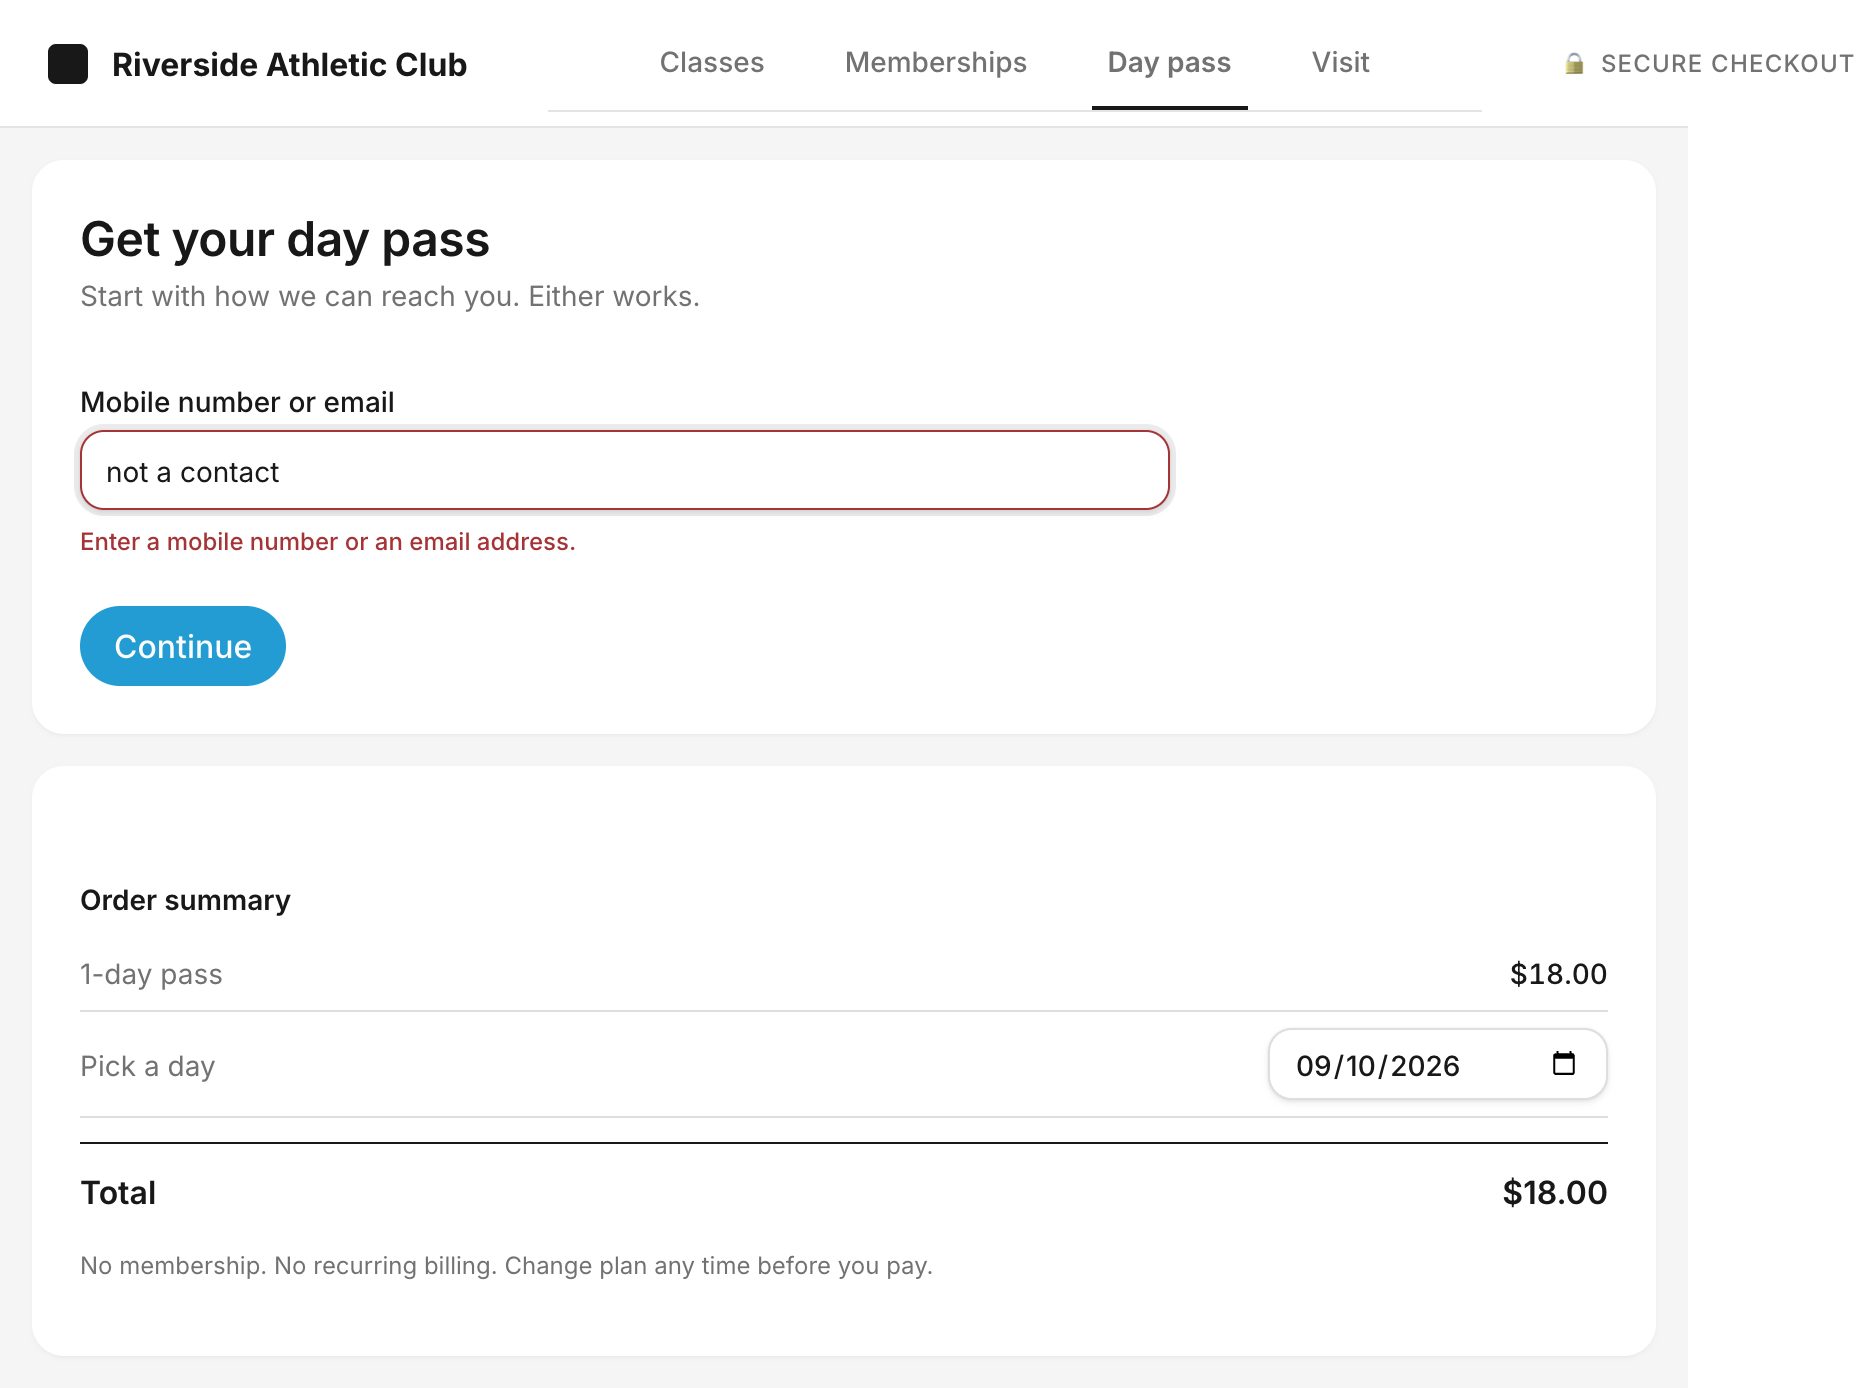 Riverside Athletic Club
Classes
Memberships
Day pass
Visit
🔒 SECURE CHECKOUT
Get your day pass
Start with how we can reach you. Either works.
Mobile number or email
not a contact
Enter a mobile number or an email address.
Continue
Order summary
1-day pass $18.00
Pick a day 09/10/2026
Total $18.00
No membership. No recurring billing. Change plan any time before you pay.